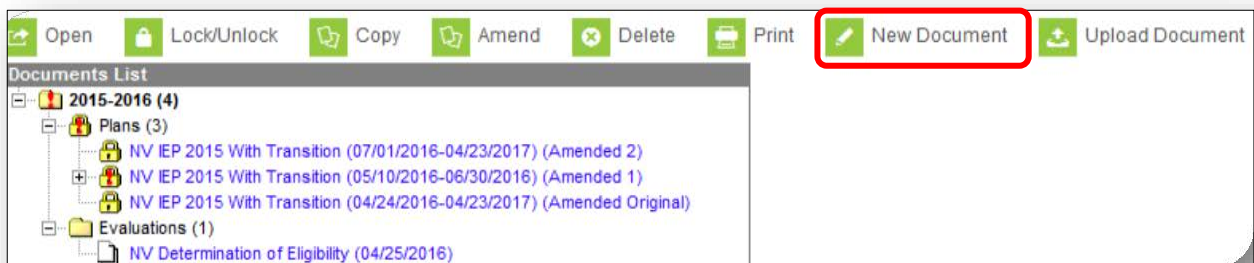 Open Lock/Unlock Copy Amend Delete Print New Document Upload Document
Documents List
2015-2016 (4)
Plans (3)
NV IEP 2015 With Transition (07/01/2016-04/23/2017) (Amended 2)
NV IEP 2015 With Transition (05/10/2016-06/30/2016) (Amended 1)
NV IEP 2015 With Transition (04/24/2016-04/23/2017) (Amended Original)
Evaluations (1)
NV Determination of Eligibility (04/25/2016)